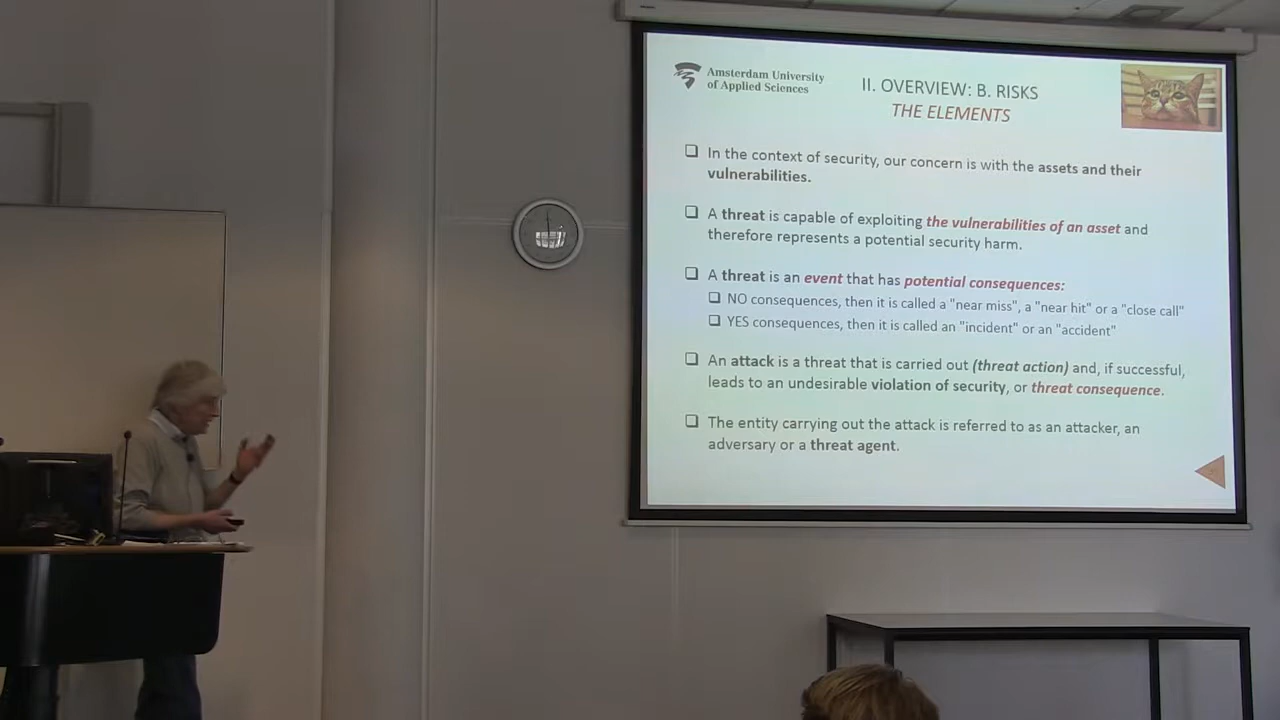 Amsterdam University
of Applied Sciences
II. OVERVIEW: B. RISKS
THE ELEMENTS
In the context of security, our concern is with the assets and their
vulnerabilities.
A threat is capable of exploiting the vulnerabilities of an asset and
therefore represents a potential security harm.
A threat is an event that has potential consequences:
NO consequences, then it is called a "near miss", a "near hit" or a "close call"
YES consequences, then it is called an "incident" or an "accident"
An attack is a threat that is carried out (threat action) and, if successful,
leads to an undesirable violation of security, or threat consequence.
The entity carrying out the attack is referred to as an attacker, an
adversary or a threat agent.